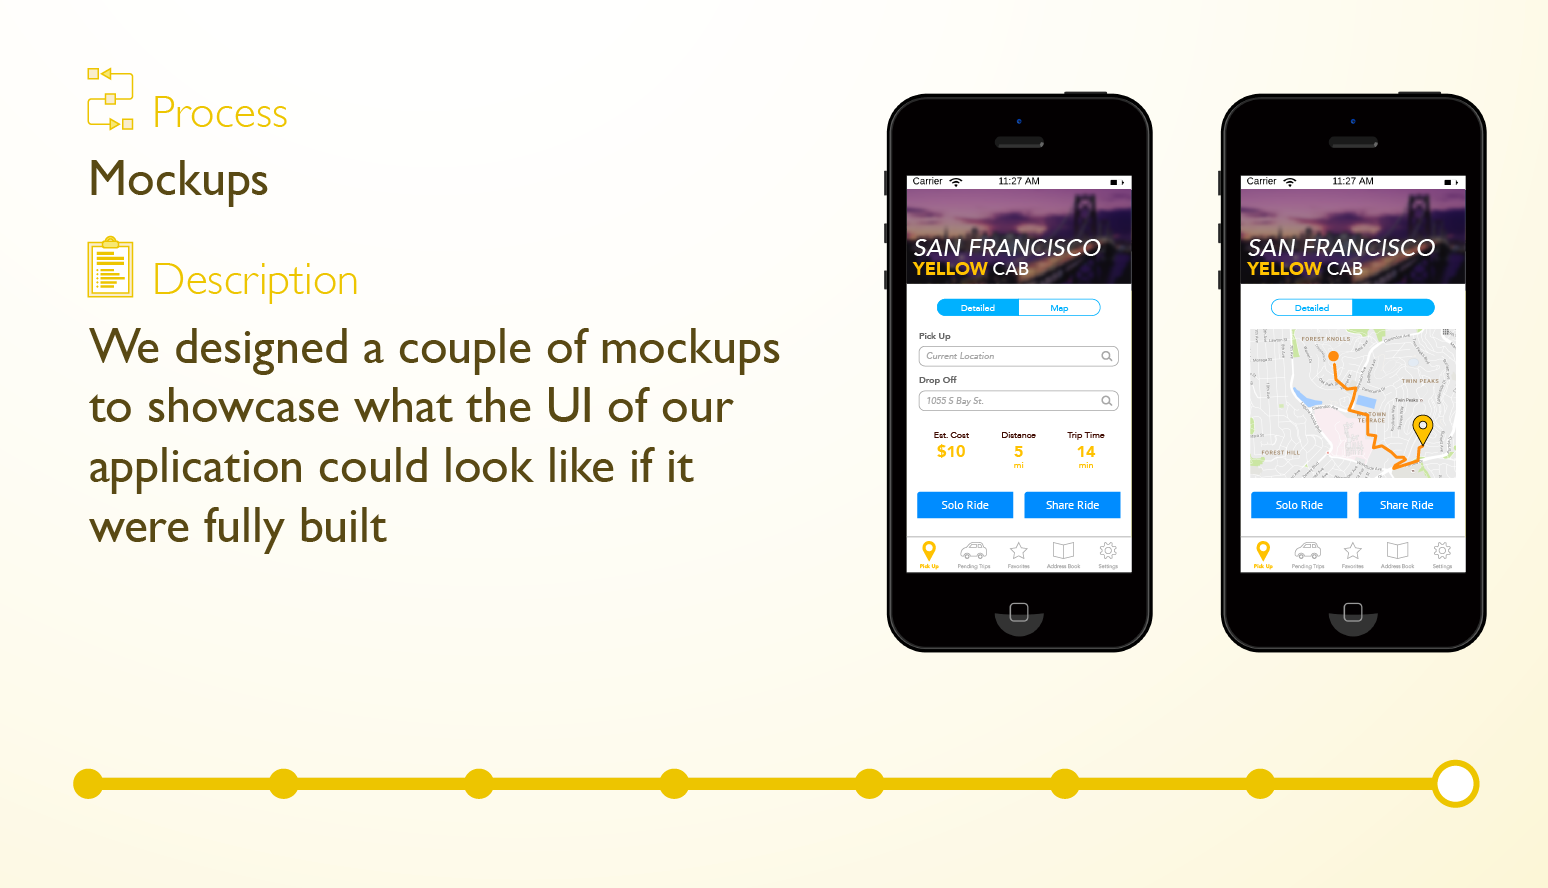 Process
Mockups
Description
We designed a couple of mockups
to showcase what the UI of our
application could look like if it
were fully built
Carrier 11:27 AM
SAN FRANCISCO
YELLOW CAB
Detailed Map
Pick Up
Current Location
Drop Off
1055 S Bay St.
Est. Cost Distance Trip Time
$10 5 14
mi min
Solo Ride Share Ride
Pick Up Pending Trips Favorites Address Book Settings
Carrier 11:27 AM
SAN FRANCISCO
YELLOW CAB
Detailed Map
FOREST KNOLLS
TWIN PEAKS
Twin Peaks
TERRACE
FOREST HILL
Solo Ride Share Ride
Pick Up Pending Trips Favorites Address Book Settings